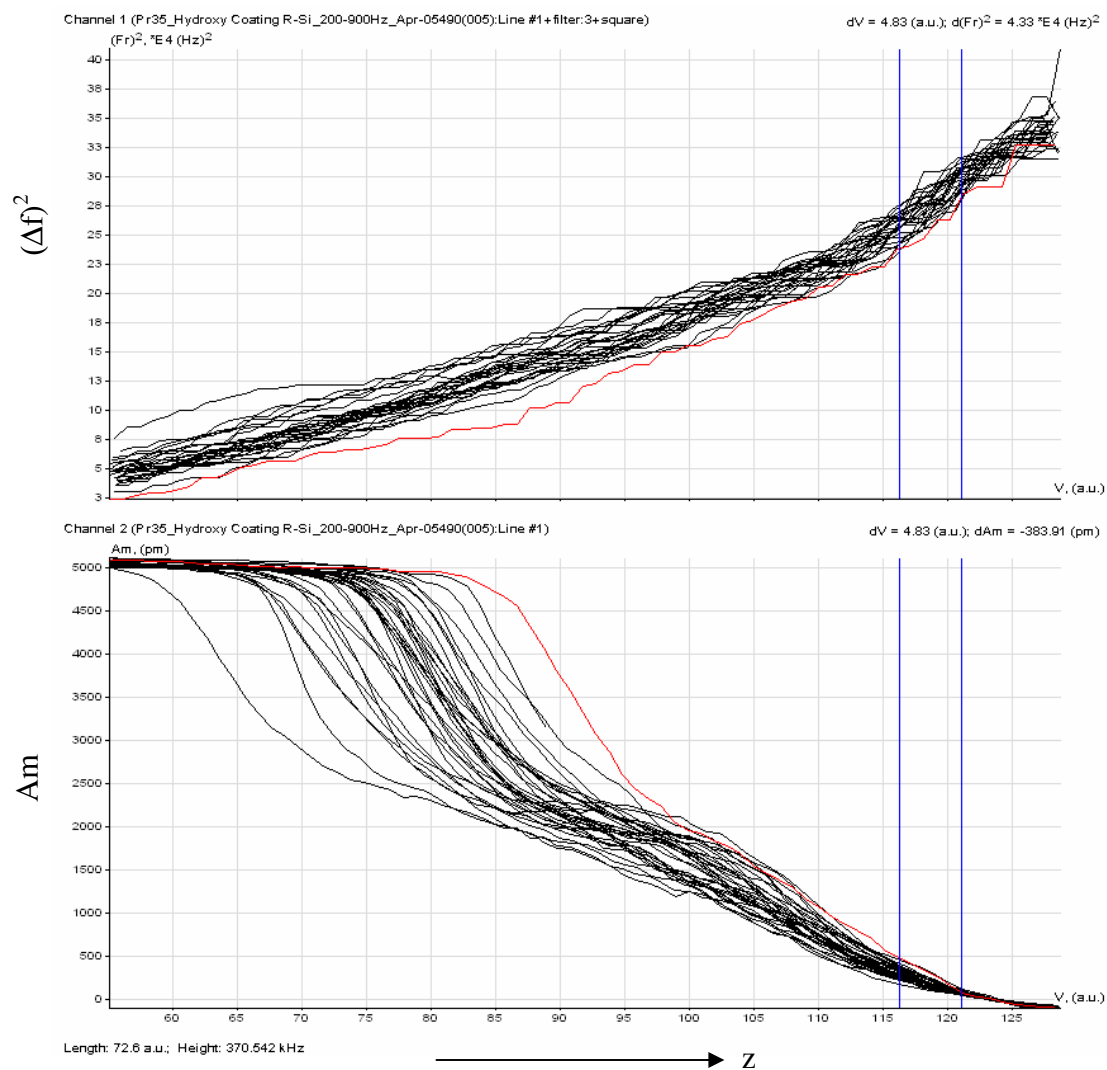 Channel 1 (Pr35_Hydroxy Coating R-Si_200-900Hz_Apr-05490(005):Line #1+filter:3+square) dV = 4.83 (a.u.); d(Fr)² = 4.33 *E4 (Hz)²
(Fr)², *E4 (Hz)²
40
38
35
33
30
28
25
23
20
18
15
13
10
8
5
3
(Δf)²
V, (a.u.)
Channel 2 (Pr35_Hydroxy Coating R-Si_200-900Hz_Apr-05490(005):Line #1) dV = 4.83 (a.u.); dAm = -383.91 (pm)
Am, (pm)
5000
4500
4000
3500
3000
2500
2000
1500
1000
500
0
Am
V, (a.u.)
60 65 70 75 80 85 90 95 100 105 110 115 120 125
Length: 72.6 a.u.; Height: 370.542 kHz
z